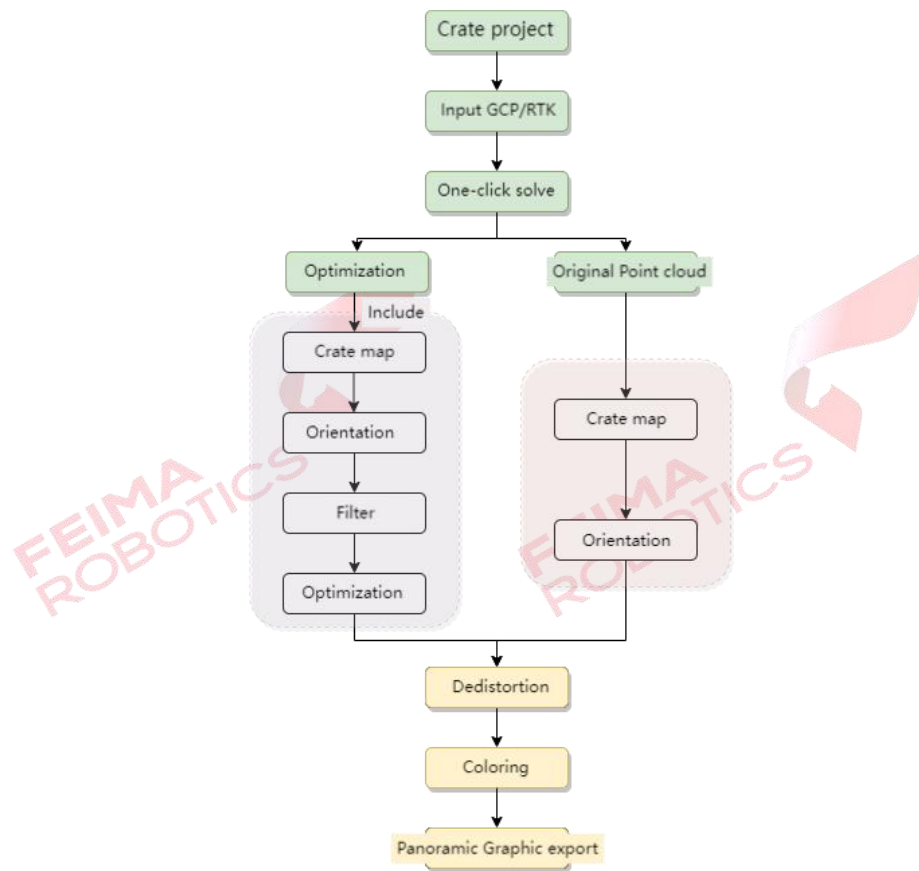 Crate project
Input GCP/RTK
One-click solve
Optimization
Original Point cloud
Include
Crate map
Orientation
Filter
Optimization
Crate map
Orientation
FEIMA
ROBOTICS
FEIMA
ROBOTICS
Dedistortion
Coloring
Panoramic Graphic export